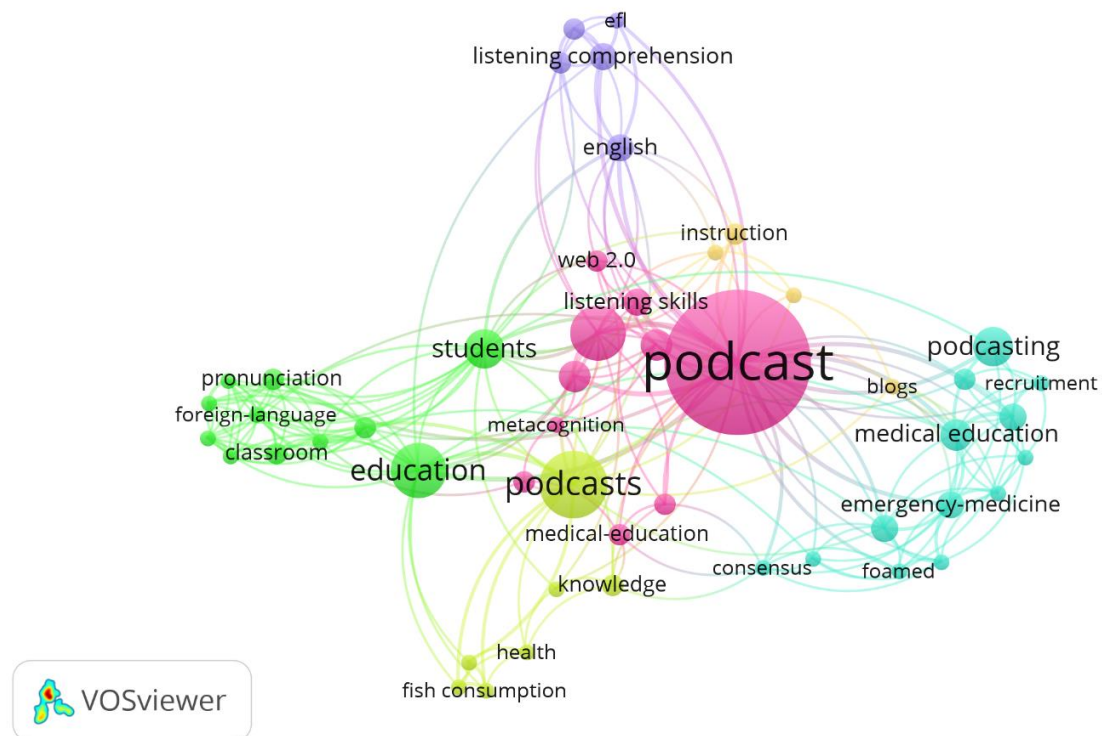 efl
listening comprehension
english
instruction
web 2.0
listening skills
students
podcast
podcasting
pronunciation
recruitment
blogs
foreign-language
metacognition
medical education
classroom
education
podcasts
emergency-medicine
medical-education
consensus
foamed
knowledge
health
fish consumption
VOSviewer